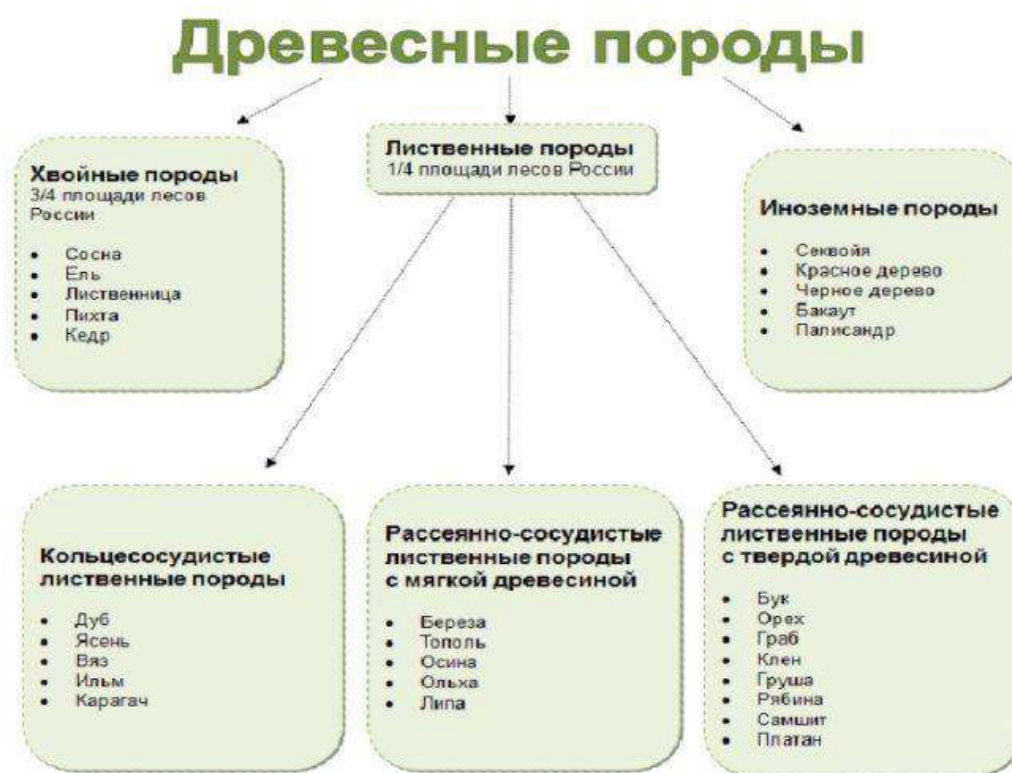 Древесные породы
Хвойные породы
3/4 площади лесов
России
• Сосна
• Ель
• Лиственница
• Пихта
• Кедр
Лиственные породы
1/4 площади лесов России
Иноземные породы
• Секвойя
• Красное дерево
• Черное дерево
• Бакаут
• Палисандр
Кольцесосудистые
лиственные породы
• Дуб
• Ясень
• Вяз
• Ильм
• Карагач
Рассеянно-сосудистые
лиственные породы
с мягкой древесиной
• Береза
• Тополь
• Осина
• Ольха
• Липа
Рассеянно-сосудистые
лиственные породы
с твердой древесиной
• Бук
• Орех
• Граб
• Клен
• Груша
• Рябина
• Самшит
• Платан